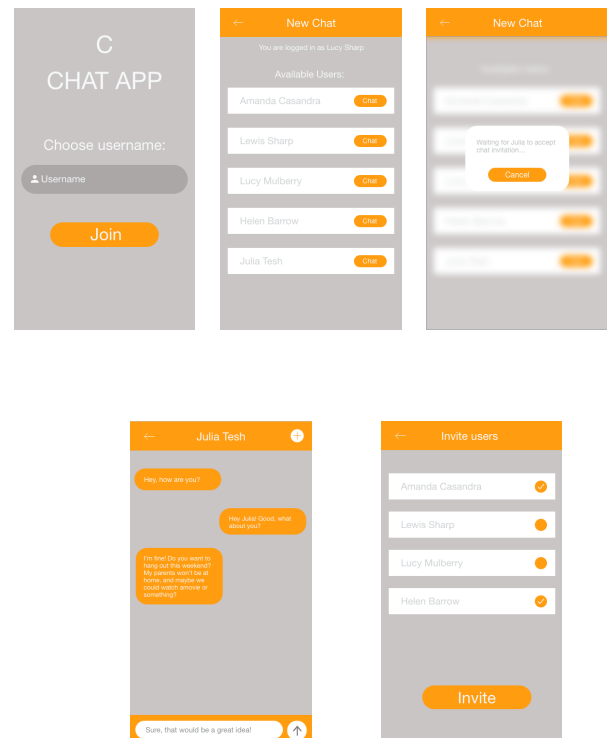 C
CHAT APP
Choose username:
Username
Join
New Chat
You are logged in as Lucy Sharp
Available Users:
Amanda Casandra Chat
Lewis Sharp Chat
Lucy Mulberry Chat
Helen Barrow Chat
Julia Tesh Chat
New Chat
Waiting for Julia to accept
chat invitation...
Cancel
Julia Tesh
Hey, how are you?
Hey Julia! Good, what
about you?
I'm fine! Do you want to
hang out this weekend?
My parents won't be at
home, and maybe we
could watch amovie or
something?
Sure, that would be a great idea!
Invite users
Amanda Casandra
Lewis Sharp
Lucy Mulberry
Helen Barrow
Invite